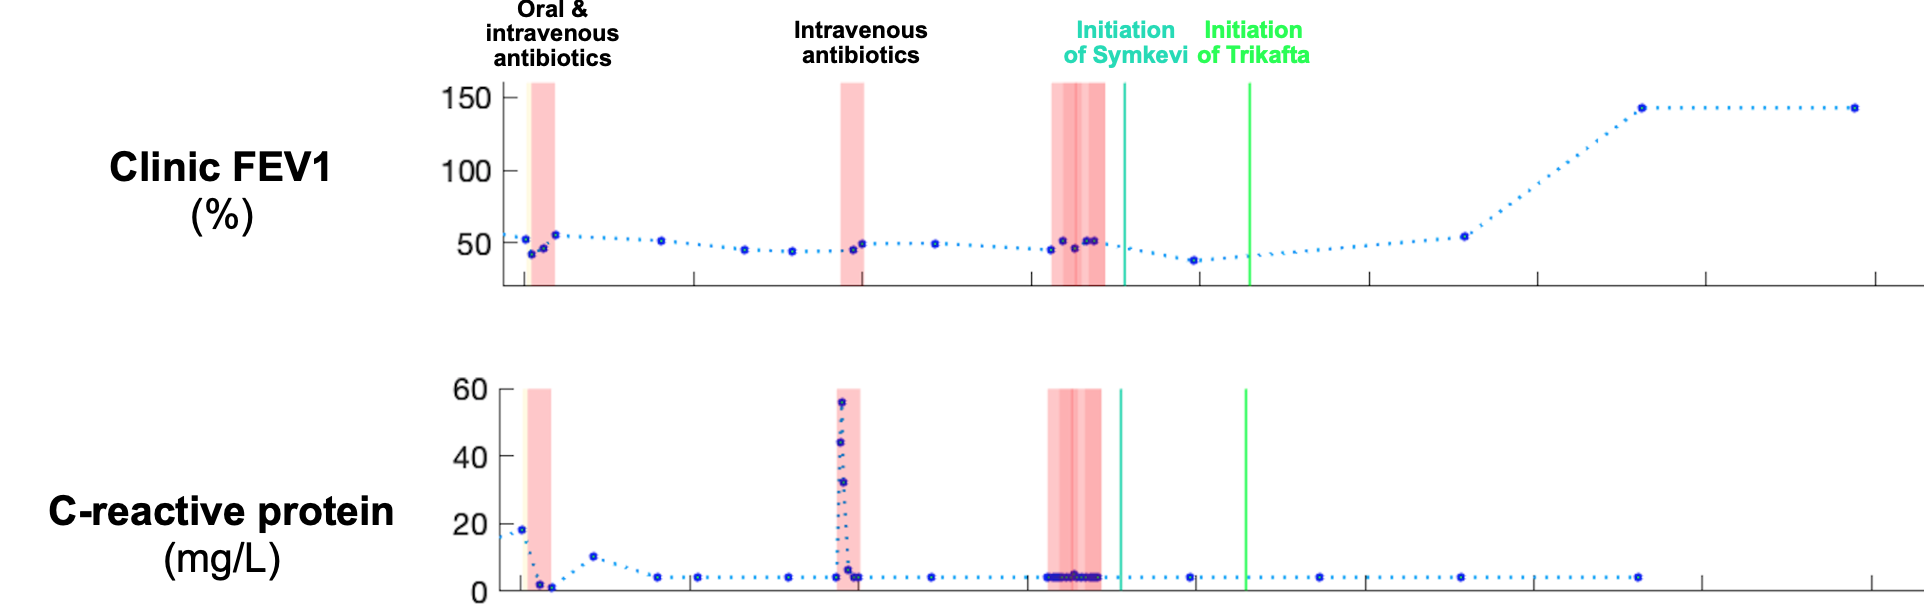 Oral &
intravenous
antibiotics
Intravenous
antibiotics
Initiation
of Symkevi
Initiation
of Trikafta
Clinic FEV1
(%)
150
100
50
C-reactive protein
(mg/L)
60
40
20
0